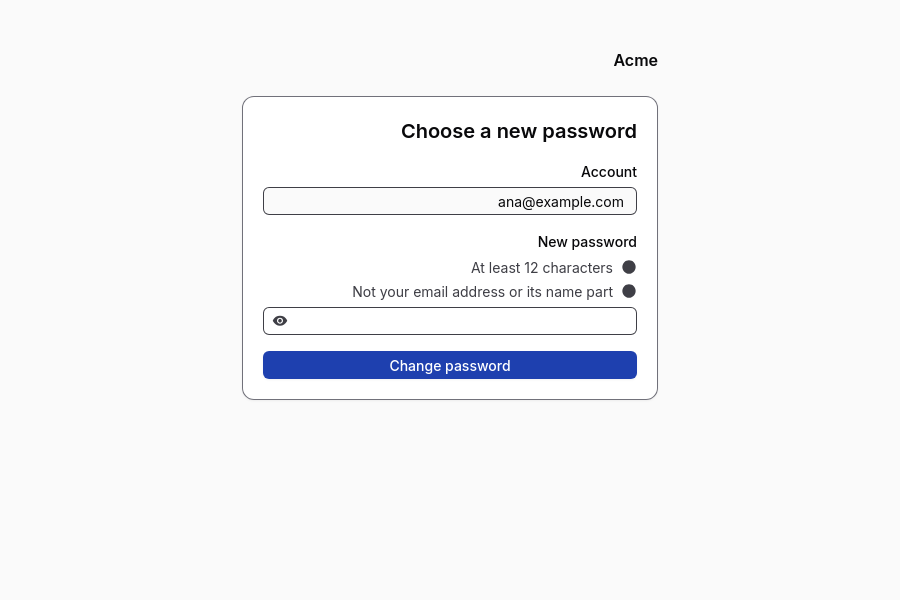 Acme
Choose a new password
Account
ana@example.com
New password
At least 12 characters
Not your email address or its name part
Change password